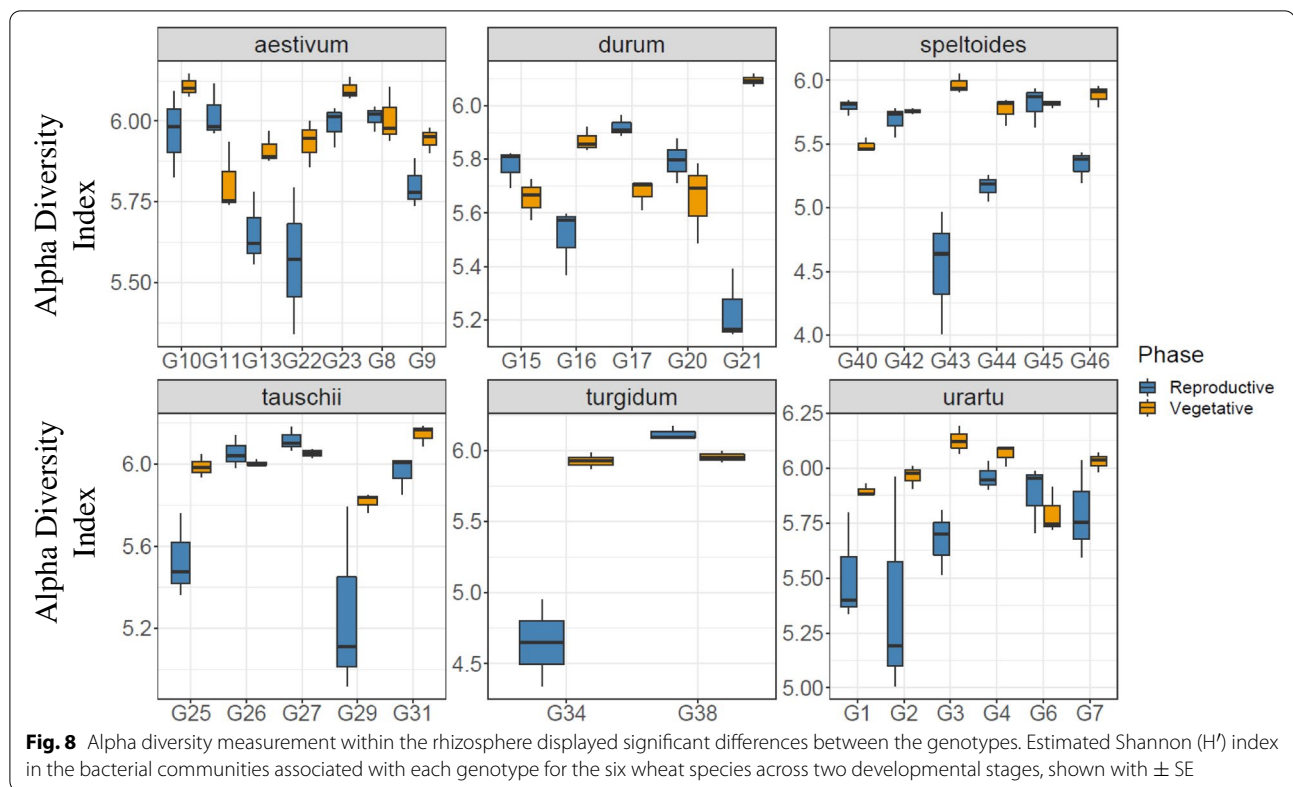 aestivum durum speltoides
Alpha Diversity Index
6.00
5.75
5.50
6.0
5.8
5.6
5.4
5.2
6.0
5.5
5.0
4.5
4.0
G10 G11 G13 G22 G23 G8 G9
G15 G16 G17 G20 G21
G40 G42 G43 G44 G45 G46
Phase
Reproductive
Vegetative
tauschii turgidum urartu
Alpha Diversity Index
6.0
5.6
5.2
6.0
5.5
5.0
4.5
6.25
6.00
5.75
5.50
5.25
5.00
G25 G26 G27 G29 G31
G34 G38
G1 G2 G3 G4 G6 G7
Fig. 8 Alpha diversity measurement within the rhizosphere displayed significant differences between the genotypes. Estimated Shannon (H′) index
in the bacterial communities associated with each genotype for the six wheat species across two developmental stages, shown with ± SE